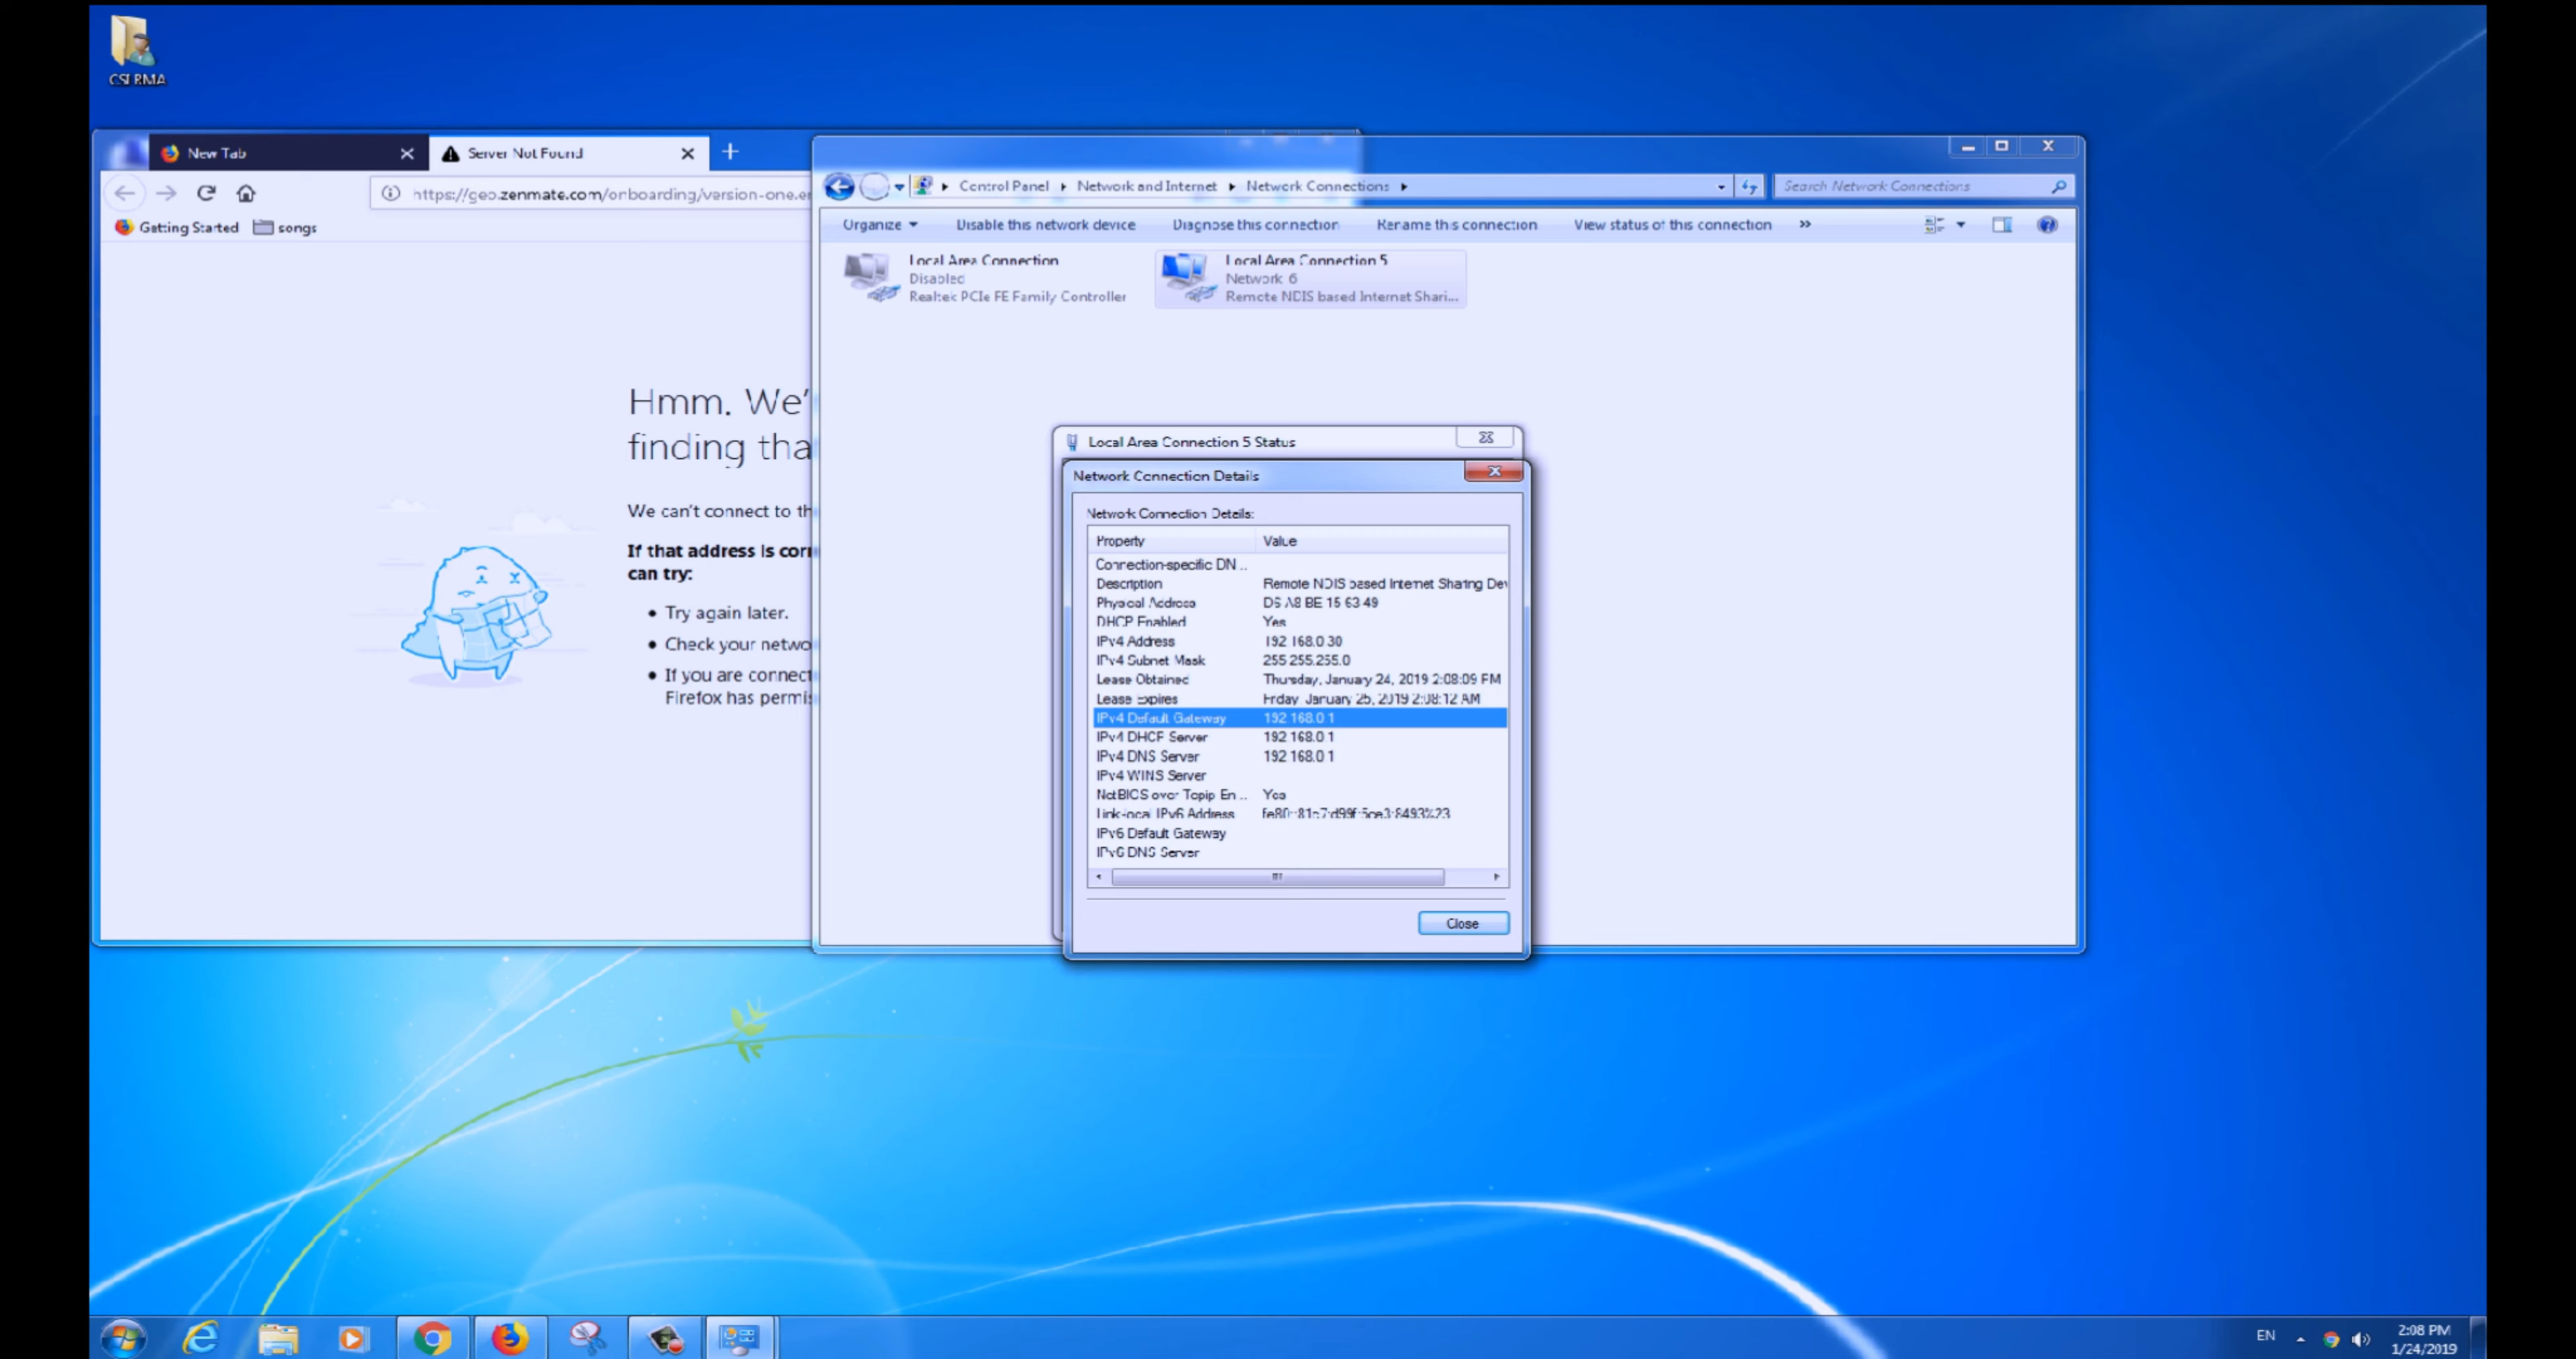 CSI RMA
New Tab
Server Not Found
https://geo.zenmate.com/onboarding/version-one.e
Getting Started
songs
Hmm. We'
finding tha
We can't connect to th
If that address is cor
can try:
• Try again later.
• Check your netwo
• If you are connect
Firefox has permis
Control Panel
Network and Internet
Network Connections
Search Network Connections
Organize
Disable this network device
Diagnose this connection
Rename this connection
View status of this connection
»
Local Area Connection
Disabled
Realtek PCIe FE Family Controller
Local Area Connection 5
Network 6
Remote NDIS based Internet Shari...
Local Area Connection 5 Status
Network Connection Details
Network Connection Details:
Property Value
Connection-specific DN...
Description Remote NDIS based Internet Sharing Dev
Physical Address
DHCP Enabled Yes
IPv4 Address 192.168.0.30
IPv4 Subnet Mask 255.255.255.0
Lease Obtained Thursday, January 24, 2019 2:08:09 PM
Lease Expires Friday, January 25, 2019 2:08:12 AM
IPv4 Default Gateway 192.168.0.1
IPv4 DHCP Server 192.168.0.1
IPv4 DNS Server 192.168.0.1
IPv4 WINS Server
NetBIOS over Tcpip En... Yes
Link-local IPv6 Address
IPv6 Default Gateway
IPv6 DNS Server
Close
EN
2:08 PM
1/24/2019